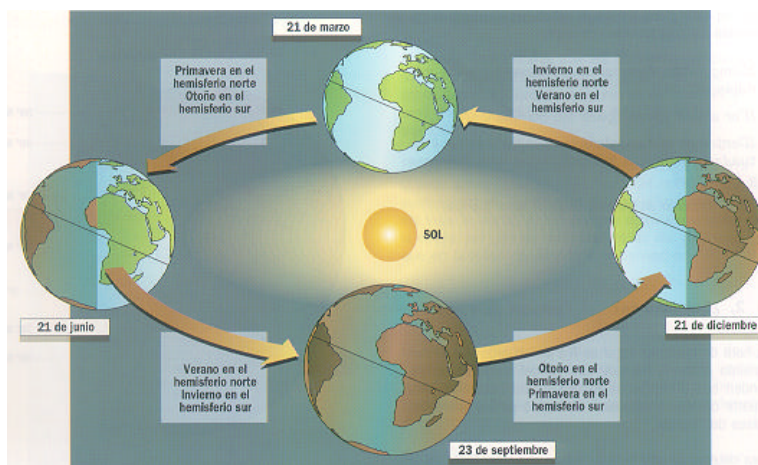 21 de marzo
Primavera en el
hemisferio norte
Otoño en el
hemisferio sur
Invierno en el
hemisferio norte
Verano en el
hemisferio sur
SOL
21 de junio
21 de diciembre
Verano en el
hemisferio norte
Invierno en el
hemisferio sur
Otoño en el
hemisferio norte
Primavera en el
hemisferio sur
23 de septiembre